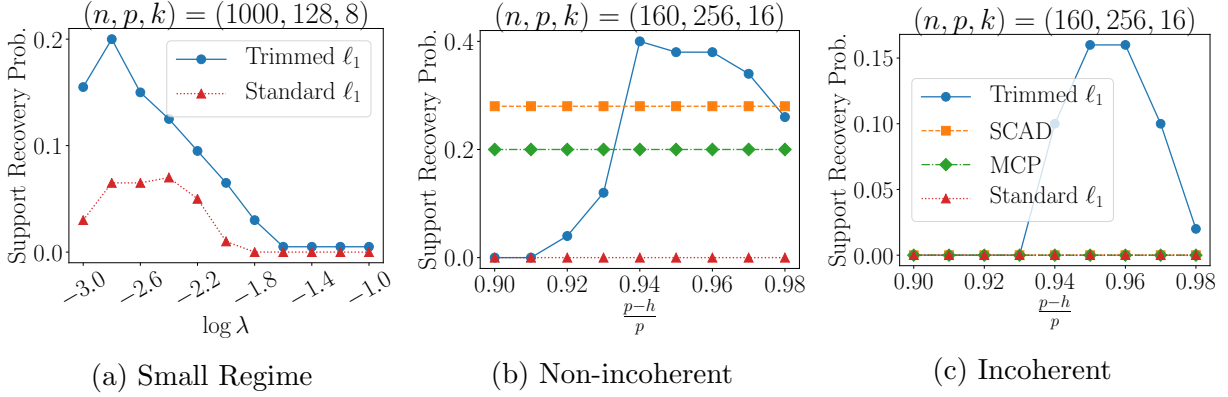 (n, p, k) = (1000, 128, 8)
Support Recovery Prob.
0.2
0.1
0.0
Trimmed ℓ₁
Standard ℓ₁
−3.0
−2.6
−2.2
−1.8
−1.4
−1.0
log λ
(a) Small Regime
(n, p, k) = (160, 256, 16)
Support Recovery Prob.
0.4
0.2
0.0
0.90 0.92 0.94 0.96 0.98
p−h
p
(b) Non-incoherent
(n, p, k) = (160, 256, 16)
Support Recovery Prob.
0.15
0.10
0.05
0.00
Trimmed ℓ₁
SCAD
MCP
Standard ℓ₁
0.90 0.92 0.94 0.96 0.98
p−h
p
(c) Incoherent